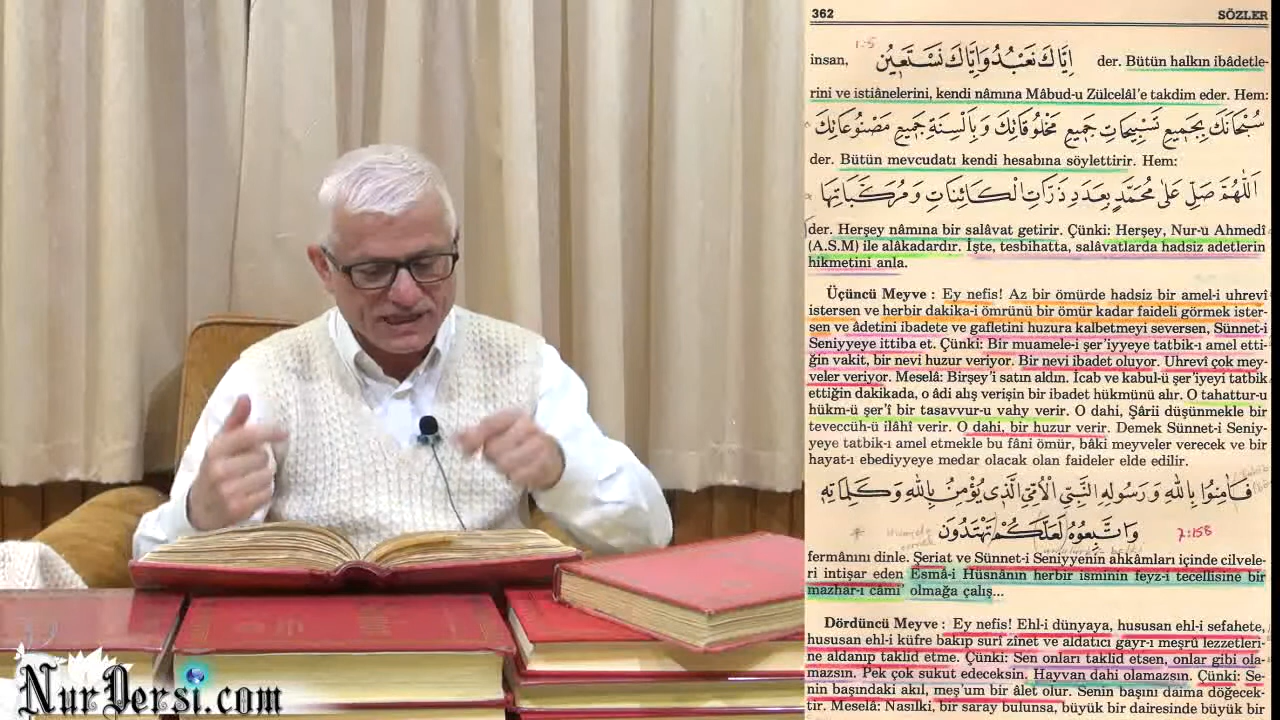 362
SÖZLER
1:5
insan, اِيَّاكَ نَعْبُدُ وَاِيَّاكَ نَسْتَعِينُ der. Bütün halkın ibâdetle-
rini ve istiânelerini, kendi nâmına Mâbud-u Zülcelâl'e takdim eder. Hem:
سُبْحَانَكَ بِجَمِيعِ تَسْبِيحَاتِ جَمِيعِ مَخْلُوقَاتِكَ وَبِاَلْسِنَةِ جَمِيعِ مَصْنُوعَاتِكَ
der. Bütün mevcudatı kendi hesabına söylettirir. Hem:
اَللّٰهُمَّ صَلِّ عَلٰى مُحَمَّدٍ بِعَدَدِ ذَرَّاتِ الْكَائِنَاتِ وَمُرَكَّبَاتِهَا
der. Herşey nâmına bir salâvat getirir. Çünki: Herşey, Nur-u Ahmedî
(A.S.M) ile alâkadardır. İşte, tesbihatta, salâvatlarda hadsiz adetlerin
hikmetini anla.
Üçüncü Meyve : Ey nefis! Az bir ömürde hadsiz bir amel-i uhrevî
istersen ve herbir dakika-i ömrünü bir ömür kadar faideli görmek ister-
sen ve âdetini ibadete ve gafletini huzura kalbetmeyi seversen, Sünnet-i
Seniyyeye ittiba et. Çünki: Bir muamele-i şer'iyyeye tatbik-ı amel etti-
ğin vakit, bir nevi huzur veriyor. Bir nevi ibadet oluyor. Uhrevî çok mey-
veler veriyor. Meselâ: Birşey'i satın aldın. İcab ve kabul-ü şer'iyeyi tatbik
ettiğin dakikada, o âdi alış verişin bir ibadet hükmünü alır. O tahattur-u
hükm-ü şer'î bir tasavvur-u vahy verir. O dahi, Şârii düşünmekle bir
teveccüh-ü ilâhî verir. O dahi, bir huzur verir. Demek Sünnet-i Seniy-
yeye tatbik-ı amel etmekle bu fâni ömür, bâki meyveler verecek ve bir
hayat-ı ebediyyeye medar olacak olan faideler elde edilir.
فَاٰمِنُوا بِاللّٰهِ وَرَسُولِهِ النَّبِىِّ الْاُمِّىِّ الَّذِى يُؤْمِنُ بِاللّٰهِ وَكَلِمَاتِهِ
وَاتَّبِعُوهُ لَعَلَّكُمْ تَهْتَدُونَ
7:158
fermânını dinle. Şeriat ve Sünnet-i Seniyyenin ahkâmları içinde cilvele-
ri intişar eden Esmâ-i Hüsnânın herbir isminin feyz-i tecellisine bir
mazhar-ı câmi' olmağa çalış...
Dördüncü Meyve : Ey nefis! Ehl-i dünyaya, hususan ehl-i sefahete,
hususan ehl-i küfre bakıp surî zînet ve aldatıcı gayr-ı meşrû lezzetleri-
ne aldanıp taklid etme. Çünki: Sen onları taklid etsen, onlar gibi ola-
mazsın. Pek çok sukut edeceksin. Hayvan dahi olamazsın. Çünki: Se-
nin başındaki akıl, meş'um bir âlet olur. Senin başını daima döğecek-
tir. Meselâ: Nasılki, bir saray bulunsa, büyük bir dairesinde büyük bir
NurDersi.com